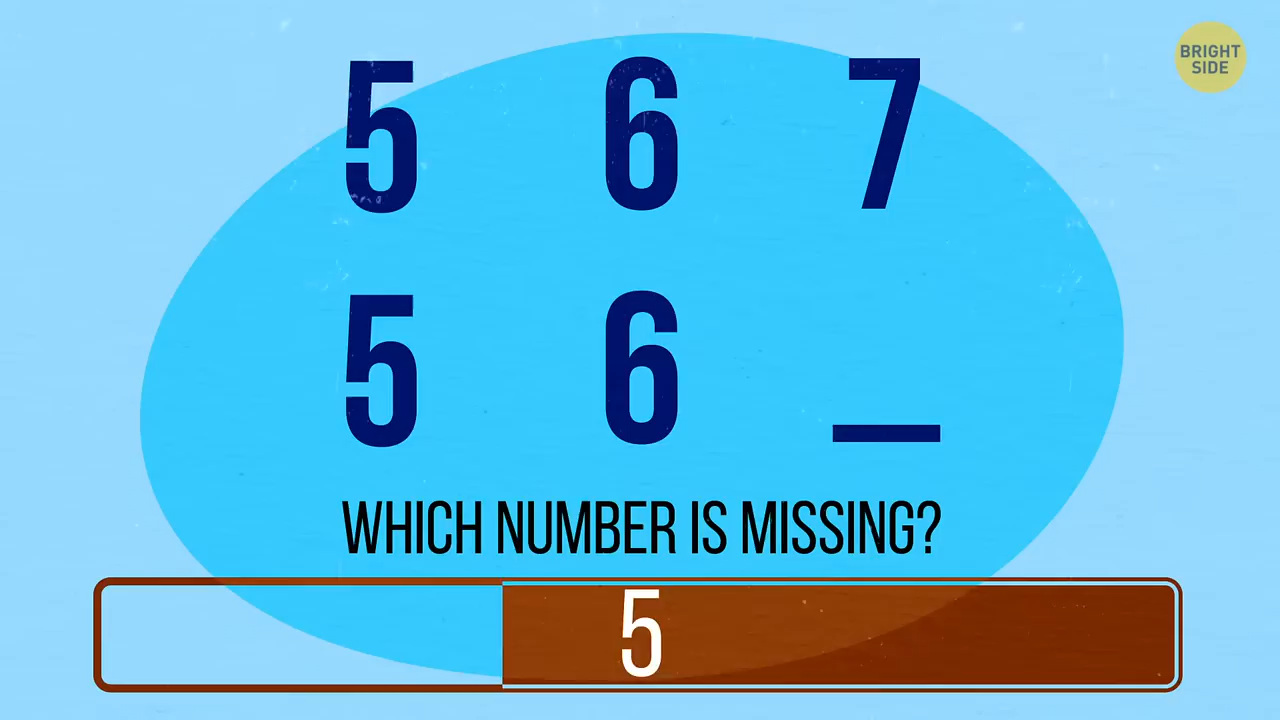 BRIGHT
SIDE
5 6 7
5 6 _
WHICH NUMBER IS MISSING?
5